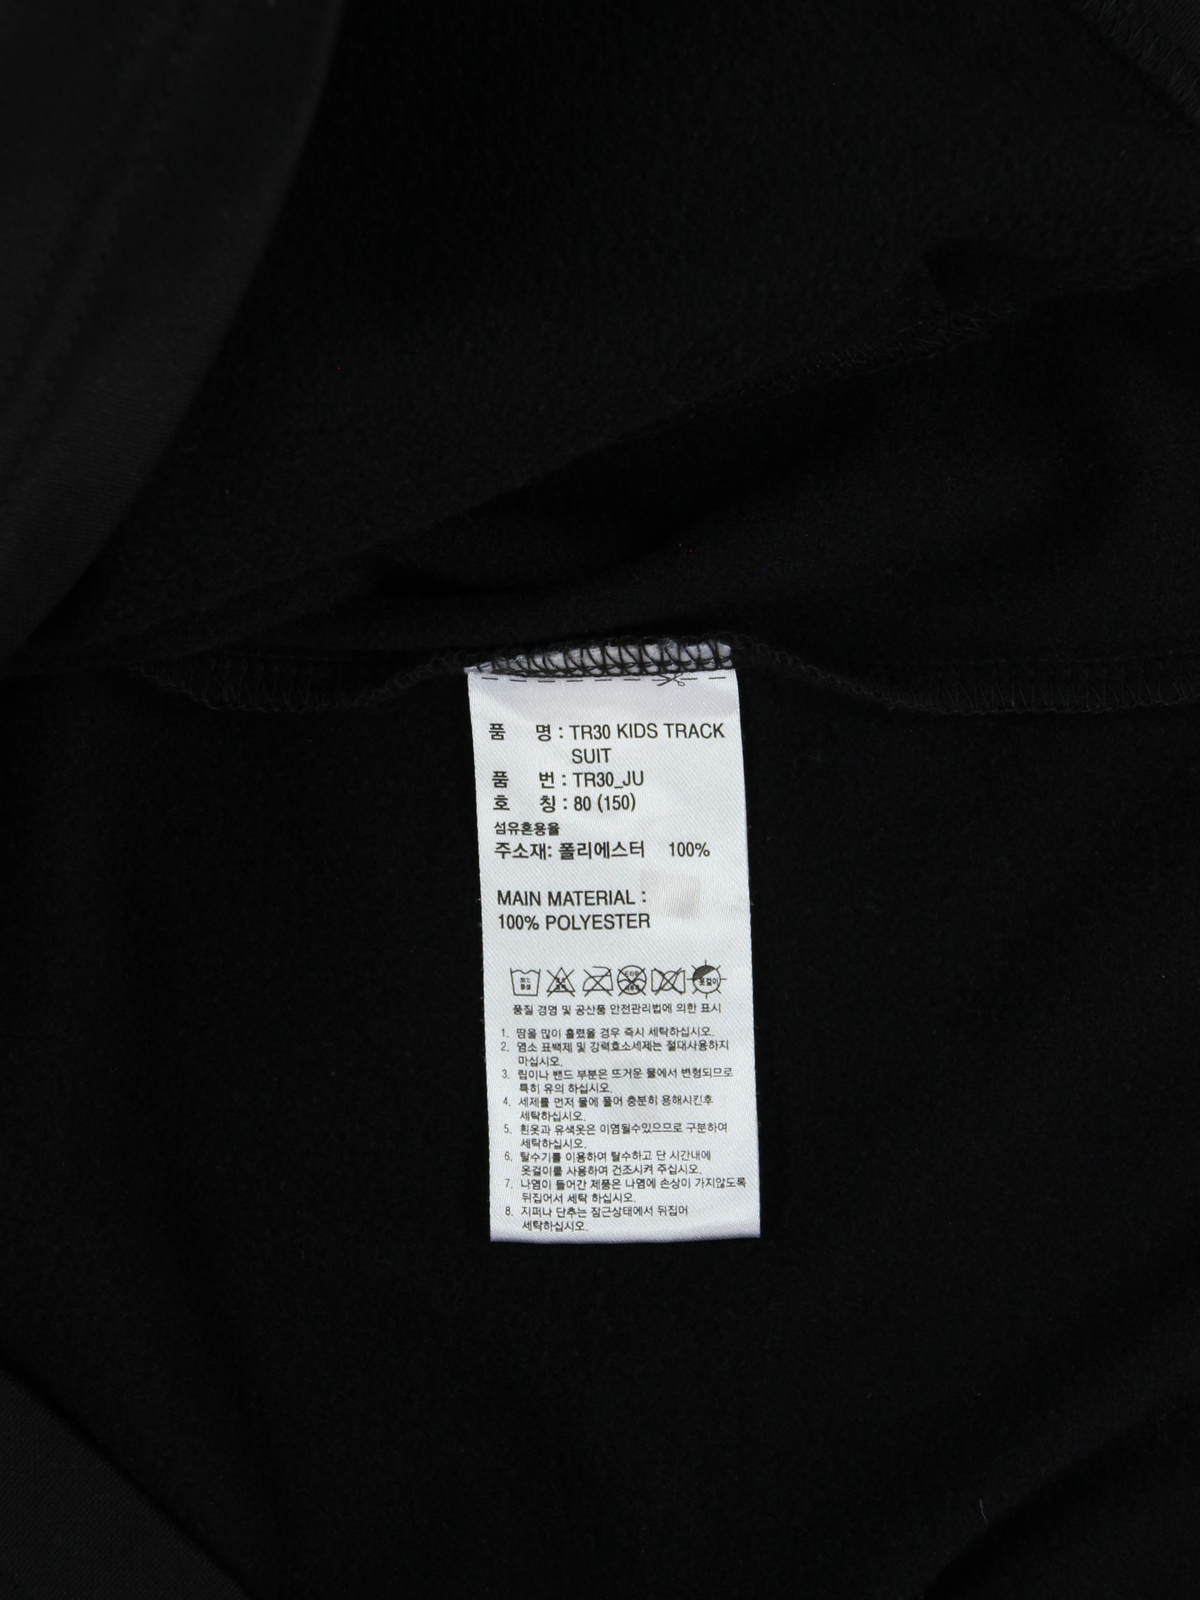 품 명 : TR30 KIDS TRACK
SUIT
품 번 : TR30_JU
호 칭 : 80 (150)
섬유혼용율
주소재: 폴리에스터 100%
MAIN MATERIAL :
100% POLYESTER
옷걸이
품질 경영 및 공산품 안전관리법에 의한 표시
1. 땀을 많이 흘렸을 경우 즉시 세탁하십시오.
2. 염소 표백제 및 강력효소세제는 절대사용하지
마십시오.
3. 립이나 밴드 부분은 뜨거운 물에서 변형되므로
특히 유의 하십시오.
4. 세제를 먼저 물에 풀어 충분히 용해시킨후
세탁하십시오.
5. 흰옷과 유색옷은 이염될수있으므로 구분하여
세탁하십시오.
6. 탈수기를 이용하여 탈수하고 단 시간내에
옷걸이를 사용하여 건조시켜 주십시오.
7. 나염이 들어간 제품은 나염에 손상이 가지않도록
뒤집어서 세탁 하십시오.
8. 지퍼나 단추는 잠근상태에서 뒤집어
세탁하십시오.